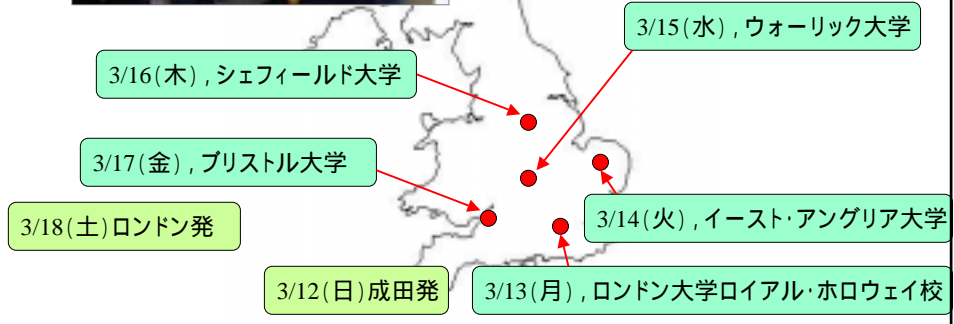 3/15(水) , ウォーリック大学
3/16(木) , シェフィールド大学
3/17(金) , ブリストル大学
3/14(火) , イースト・アングリア大学
3/18(土)ロンドン発
3/12(日)成田発
3/13(月) , ロンドン大学ロイアル・ホロウェイ校